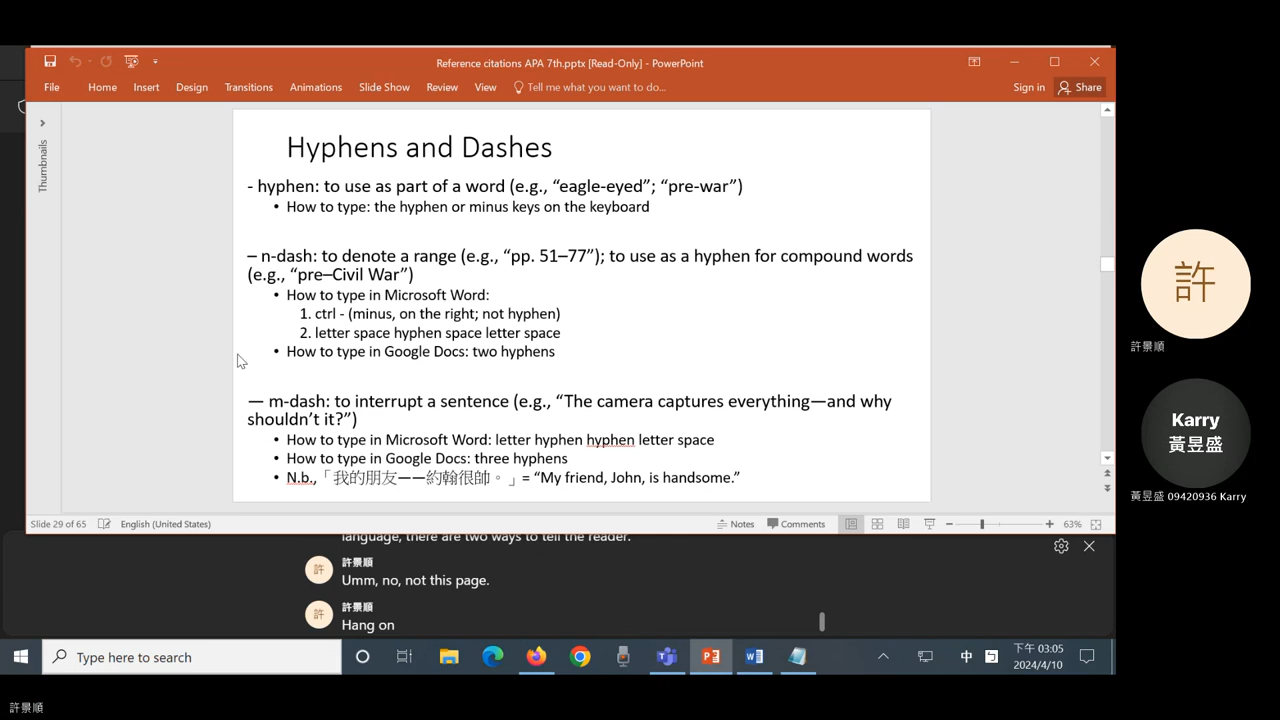 Reference citations APA 7th.pptx [Read-Only] - PowerPoint
File Home Insert Design Transitions Animations Slide Show Review View Tell me what you want to do... Sign in Share
Thumbnails
Hyphens and Dashes
- hyphen: to use as part of a word (e.g., “eagle-eyed”; “pre-war”)
• How to type: the hyphen or minus keys on the keyboard
– n-dash: to denote a range (e.g., “pp. 51–77”); to use as a hyphen for compound words
(e.g., “pre–Civil War”)
• How to type in Microsoft Word:
1. ctrl - (minus, on the right; not hyphen)
2. letter space hyphen space letter space
• How to type in Google Docs: two hyphens
— m-dash: to interrupt a sentence (e.g., “The camera captures everything—and why
shouldn’t it?”)
• How to type in Microsoft Word: letter hyphen hyphen letter space
• How to type in Google Docs: three hyphens
• N.b.,「我的朋友——約翰很帥。」= “My friend, John, is handsome.”
Slide 29 of 65 English (United States) Notes Comments 63%
language, there are two ways to tell the reader.
許 許景順
Umm, no, not this page.
許 許景順
Hang on
許
許景順
Karry
黃昱盛
黃昱盛 09420936 Karry
Type here to search
中
下午 03:05
2024/4/10
許景順